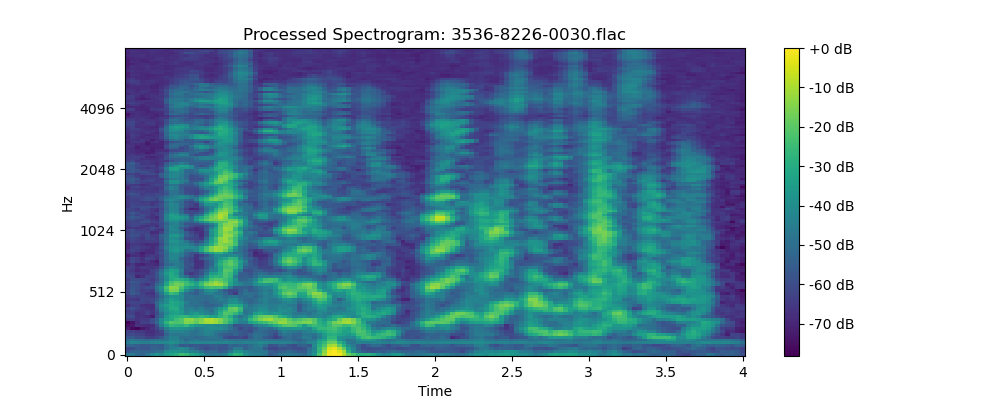 Processed Spectrogram: 3536-8226-0030.flac
Hz
4096
2048
1024
512
0
0 0.5 1 1.5 2 2.5 3 3.5 4
Time
+0 dB
-10 dB
-20 dB
-30 dB
-40 dB
-50 dB
-60 dB
-70 dB